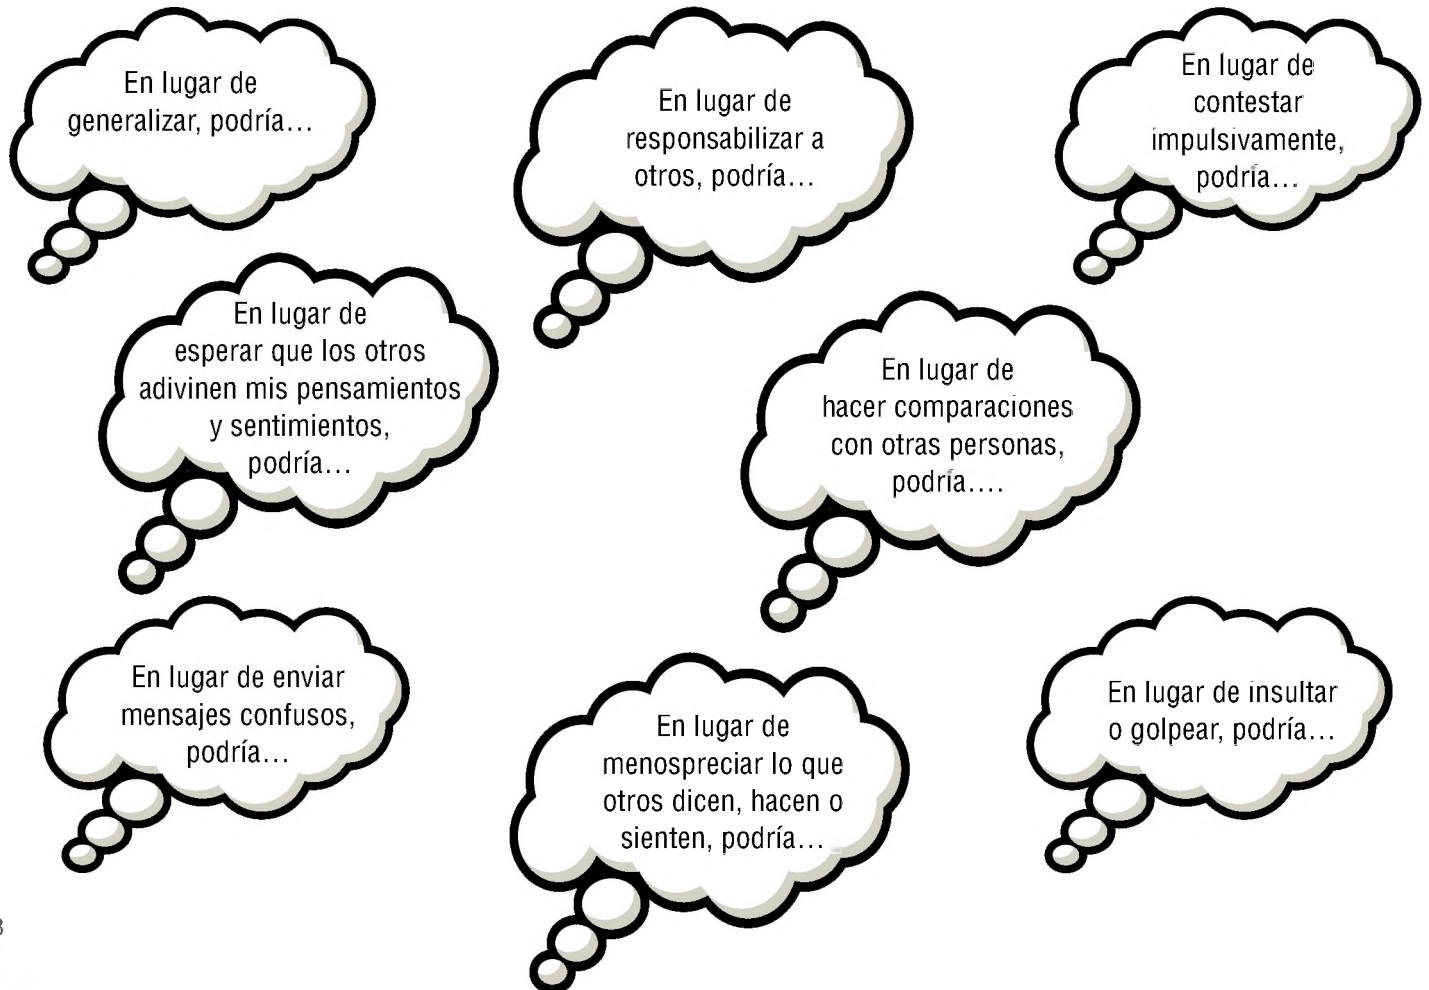 En lugar de
generalizar, podría...
En lugar de
responsabilizar a
otros, podría...
En lugar de
contestar
impulsivamente,
podría...
En lugar de
esperar que los otros
adivinen mis pensamientos
y sentimientos,
podría...
En lugar de
hacer comparaciones
con otras personas,
podría....
En lugar de enviar
mensajes confusos,
podría...
En lugar de
menospreciar lo que
otros dicen, hacen o
sienten, podría...
En lugar de insultar
o golpear, podría...